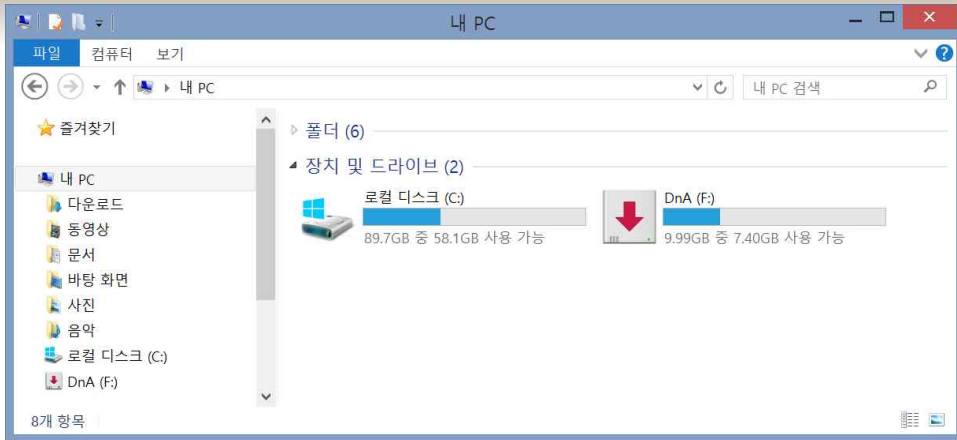 내 PC
파일 컴퓨터 보기
내 PC
내 PC 검색
즐겨찾기
내 PC
다운로드
동영상
문서
바탕 화면
사진
음악
로컬 디스크 (C:)
DnA (F:)
폴더 (6)
장치 및 드라이브 (2)
로컬 디스크 (C:)
89.7GB 중 58.1GB 사용 가능
DnA (F:)
9.99GB 중 7.40GB 사용 가능
8개 항목